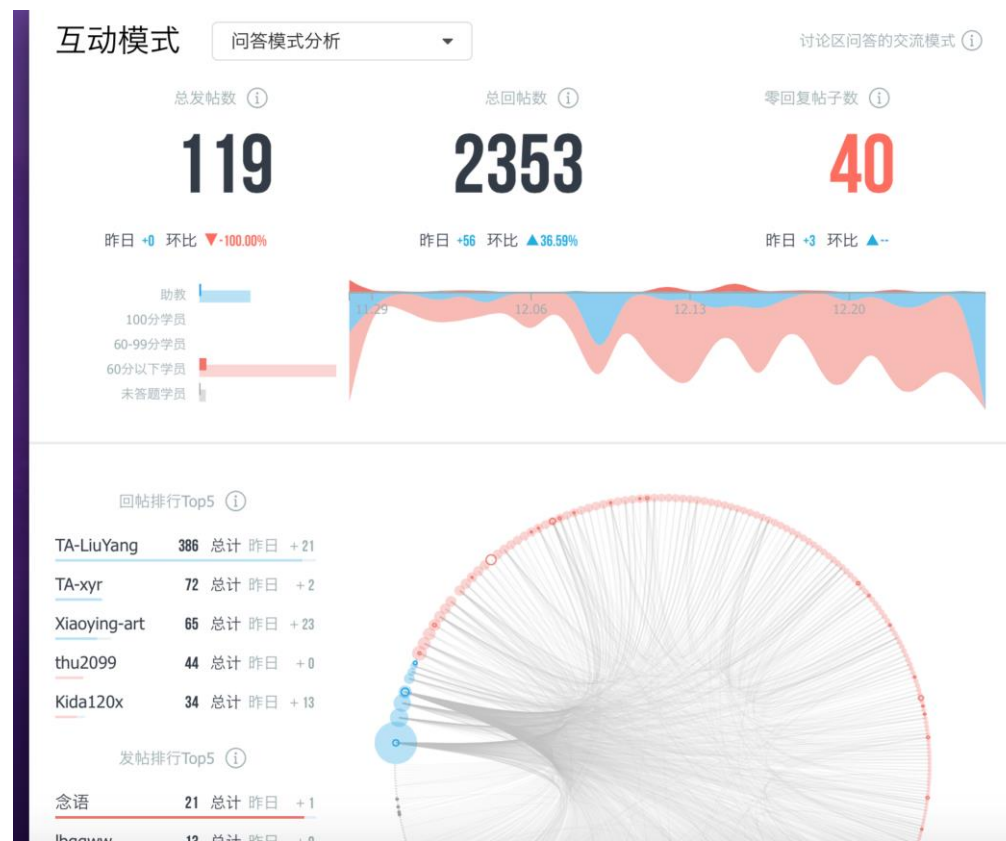 互动模式 问答模式分析 讨论区问答的交流模式
总发帖数 总回帖数 零回复帖子数
119 2353 40
昨日 +0 环比 ▼-100.00% 昨日 +56 环比 ▲36.59% 昨日 +3 环比 ▲--
助教
100分学员
60-99分学员
60分以下学员
未答题学员
11.29 12.06 12.13 12.20
回帖排行Top5
TA-LiuYang 386 总计 昨日 +21
TA-xyr 72 总计 昨日 +2
Xiaoying-art 65 总计 昨日 +23
thu2099 44 总计 昨日 +0
Kida120x 34 总计 昨日 +13
发帖排行Top5
念语 21 总计 昨日 +1
总计 昨日